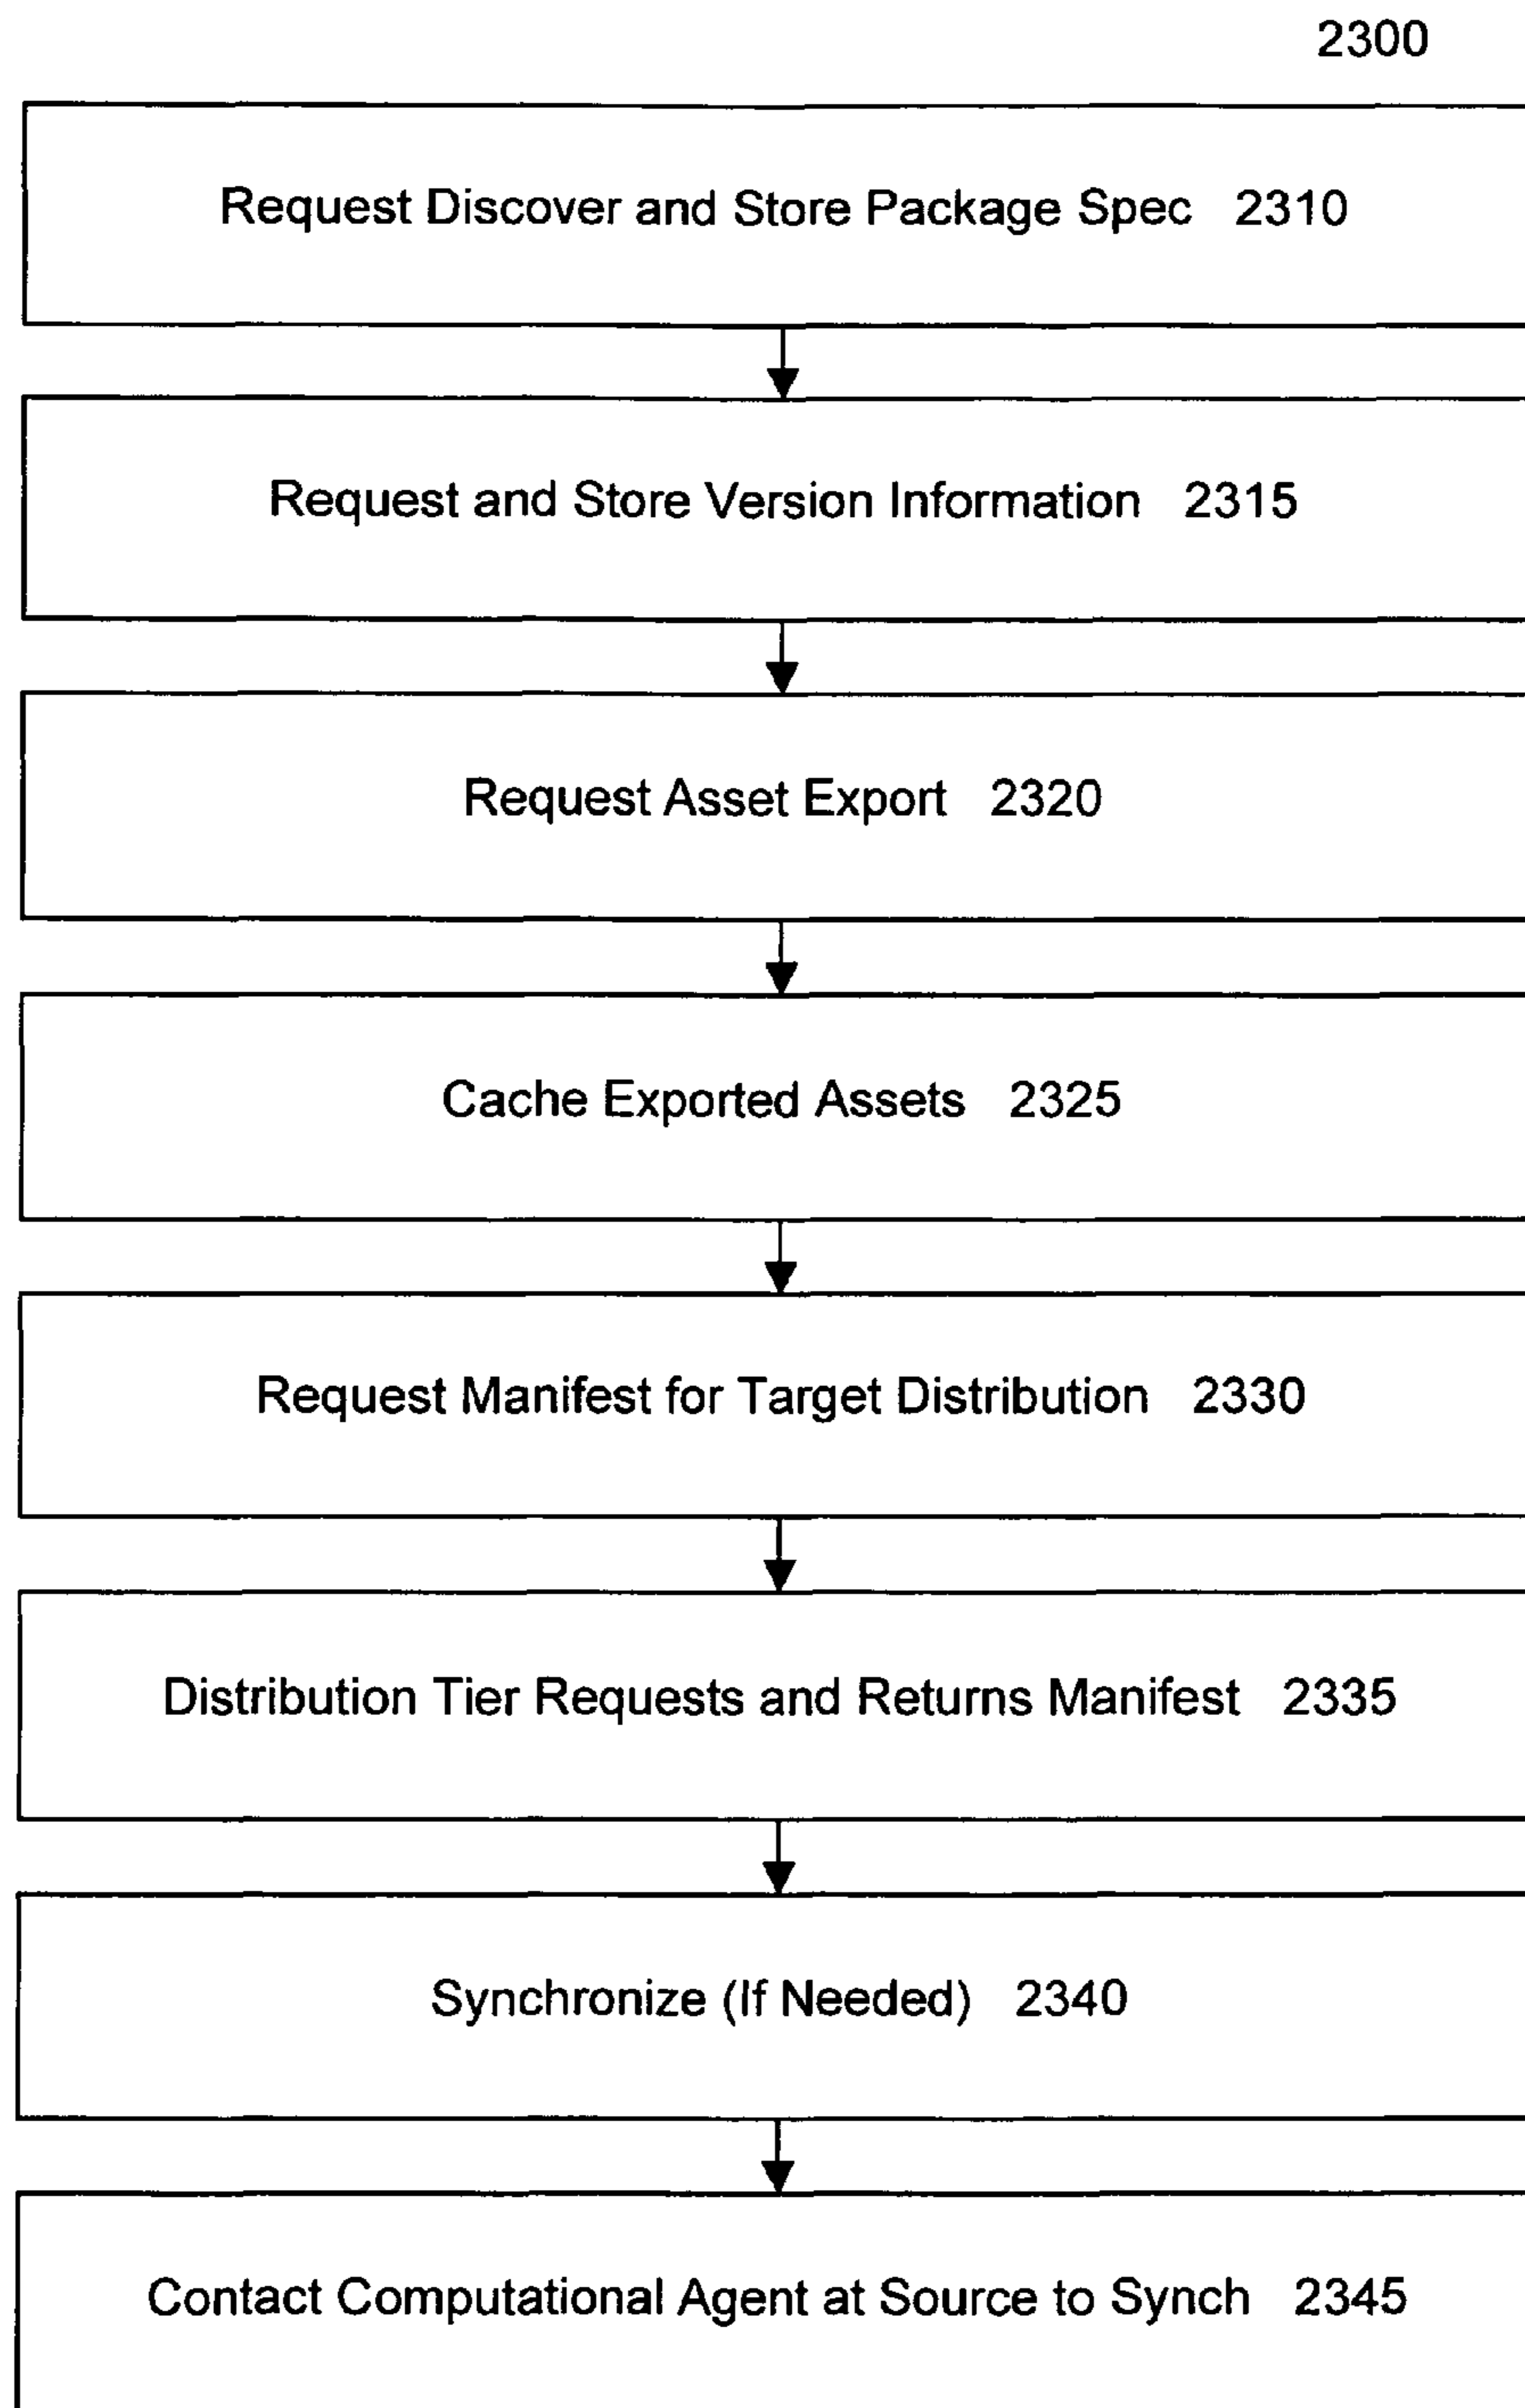 2300
Request Discover and Store Package Spec 2310
Request and Store Version Information 2315
Request Asset Export 2320
Cache Exported Assets 2325
Request Manifest for Target Distribution 2330
Distribution Tier Requests and Returns Manifest 2335
Synchronize (If Needed) 2340
Contact Computational Agent at Source to Synch 2345